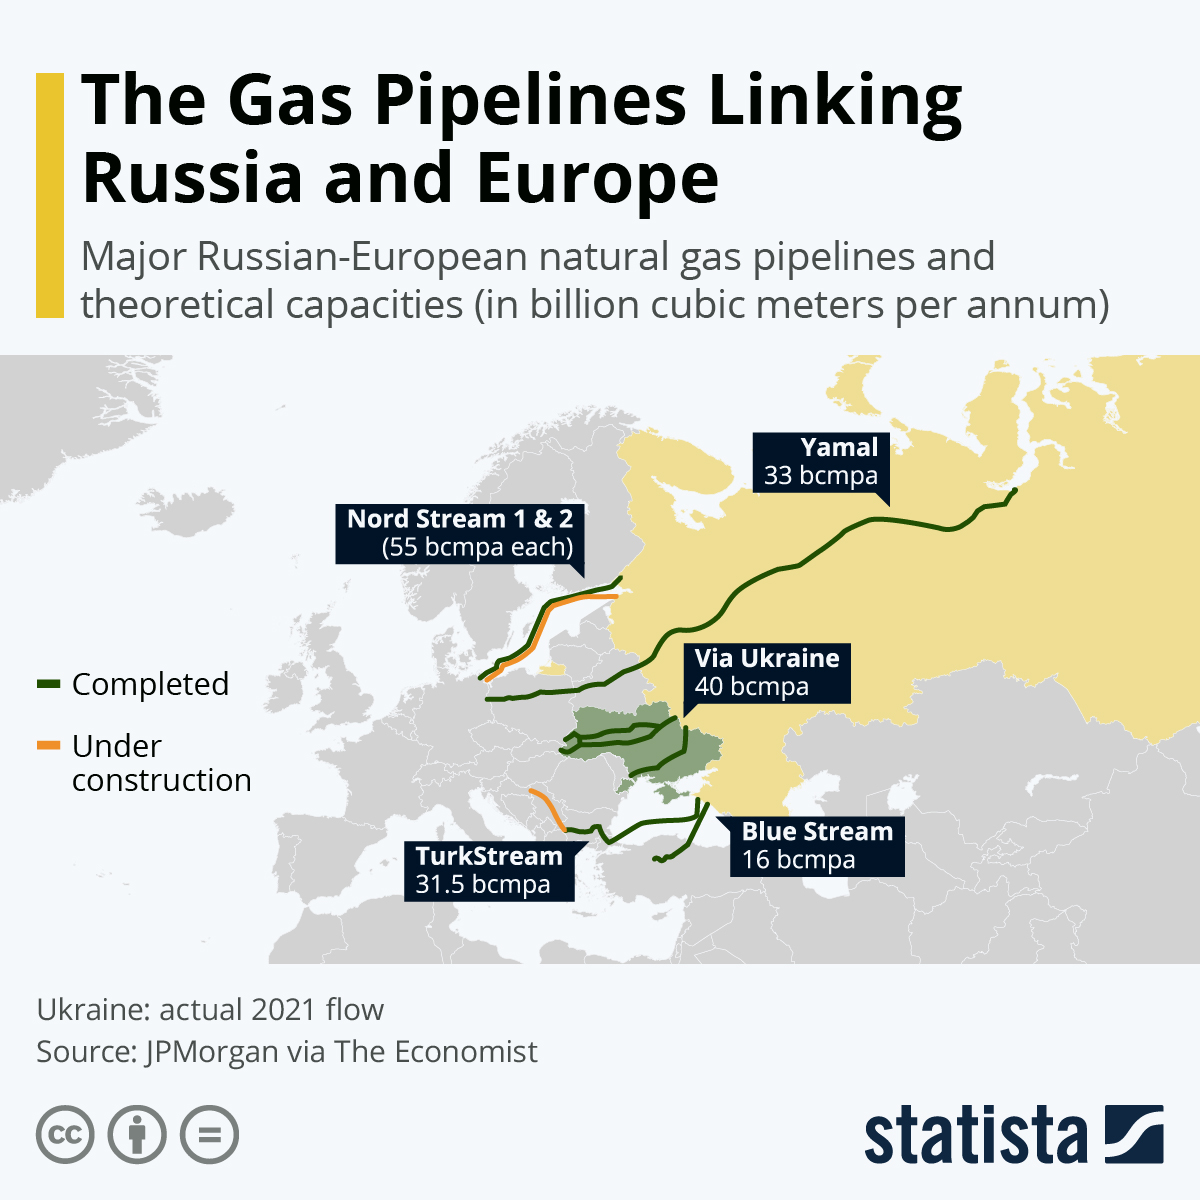 The Gas Pipelines Linking
Russia and Europe
Major Russian-European natural gas pipelines and
theoretical capacities (in billion cubic meters per annum)
Yamal
33 bcmpa
Nord Stream 1 & 2
(55 bcmpa each)
Via Ukraine
40 bcmpa
Completed
Under
construction
Blue Stream
16 bcmpa
TurkStream
31.5 bcmpa
Ukraine: actual 2021 flow
Source: JPMorgan via The Economist
cc
statista